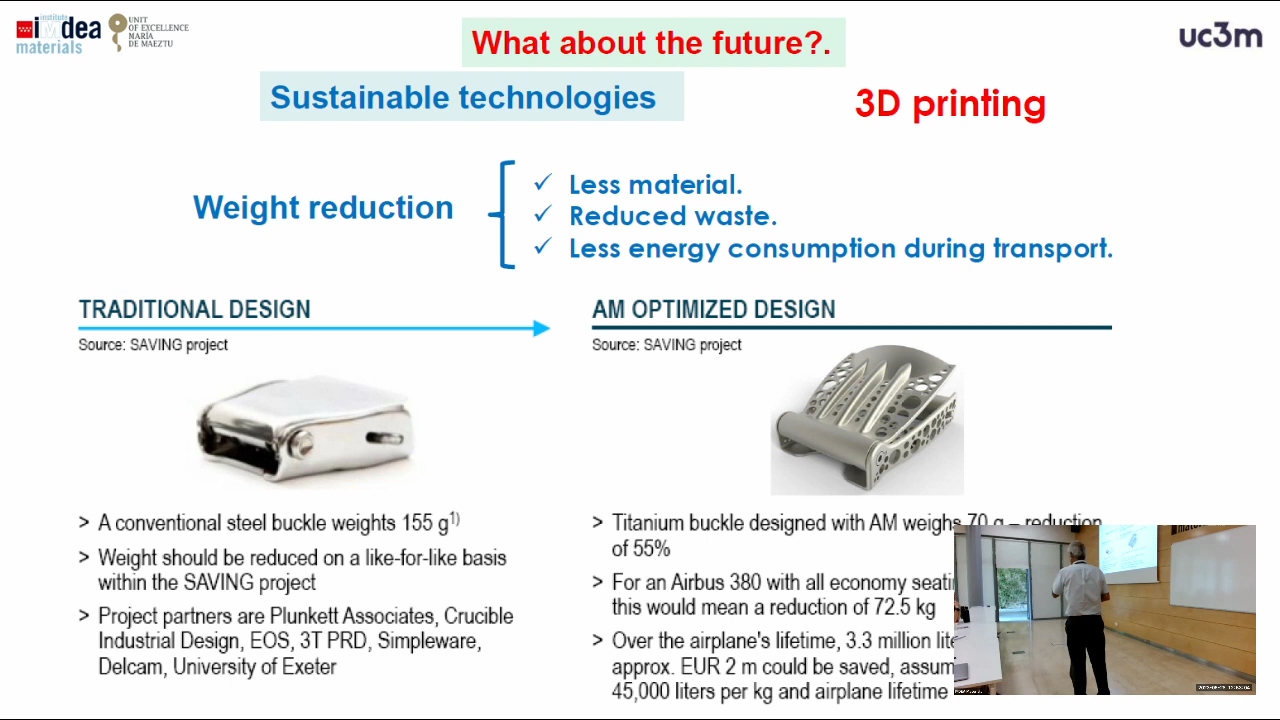 institute
iMdea
materials
UNIT
OF EXCELLENCE
MARÍA
DE MAEZTU
What about the future?.
uc3m
Sustainable technologies
3D printing
Weight reduction
✓ Less material.
✓ Reduced waste.
✓ Less energy consumption during transport.
TRADITIONAL DESIGN
Source: SAVING project
> A conventional steel buckle weights 155 g1)
> Weight should be reduced on a like-for-like basis
within the SAVING project
> Project partners are Plunkett Associates, Crucible
Industrial Design, EOS, 3T PRD, Simpleware,
Delcam, University of Exeter
AM OPTIMIZED DESIGN
Source: SAVING project
> Titanium buckle designed with AM weighs 70 g – reduction
of 55%
> For an Airbus 380 with all economy seati
this would mean a reduction of 72.5 kg
> Over the airplane's lifetime, 3.3 million lite
approx. EUR 2 m could be saved, assum
45,000 liters per kg and airplane lifetime